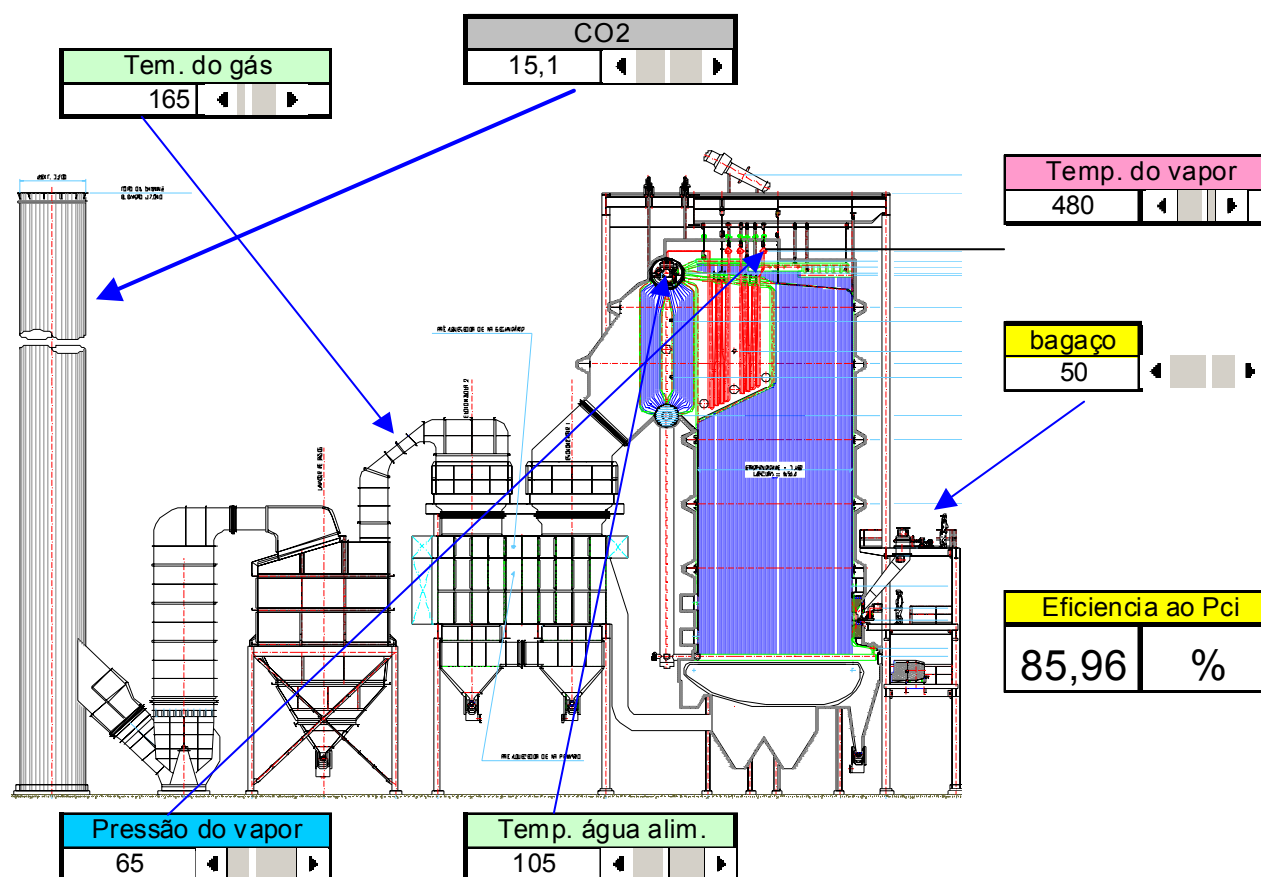 CO2
15,1
Tem. do gás
165
Temp. do vapor
480
bagaço
50
Eficiencia ao Pci
85,96 %
Pressão do vapor
65
Temp. água alim.
105